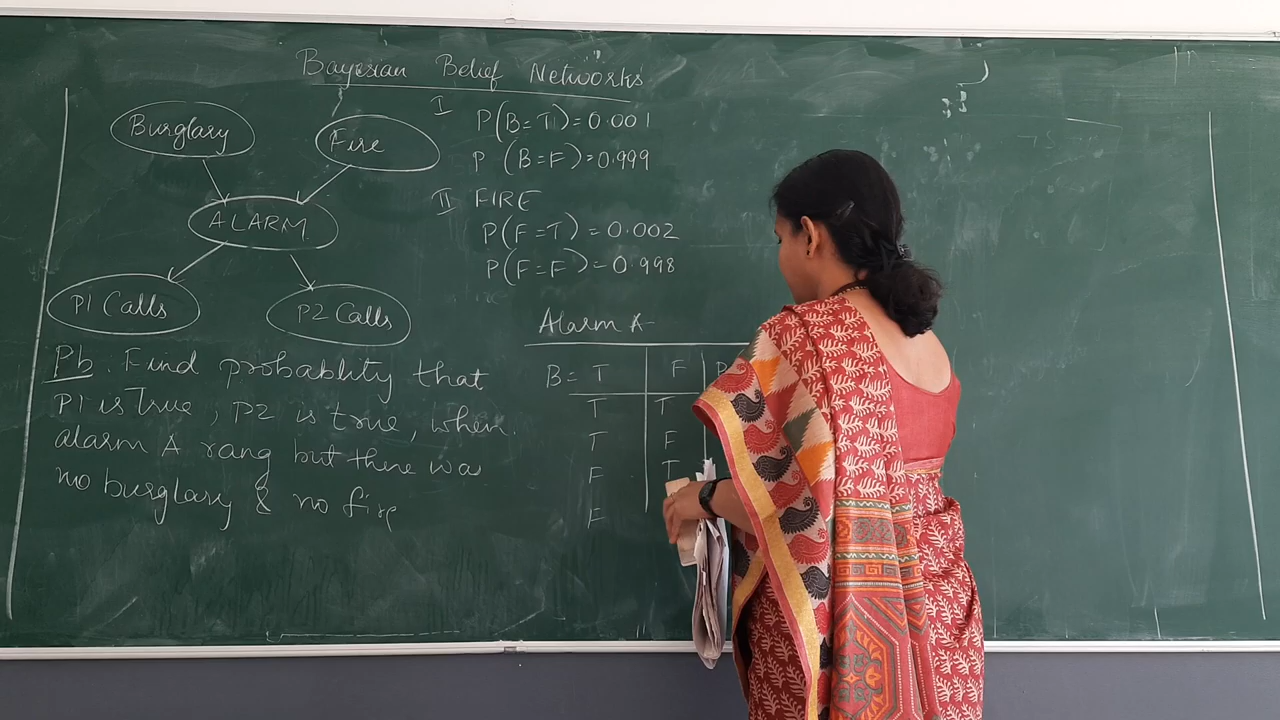 Bayesian Belief Networks
Burglary
Fire
ALARM
P1 Calls
P2 Calls
I
P(B=T)=0.001
P (B=F)=0.999
II FIRE
P(F=T)=0.002
P(F=F)=0.998
Pb. Find probablity that
P1 is True, P2 is true, when
alarm A rang but there was
no burglary & no fire
Alarm A-
B= T F P
T T
T F
F T
F